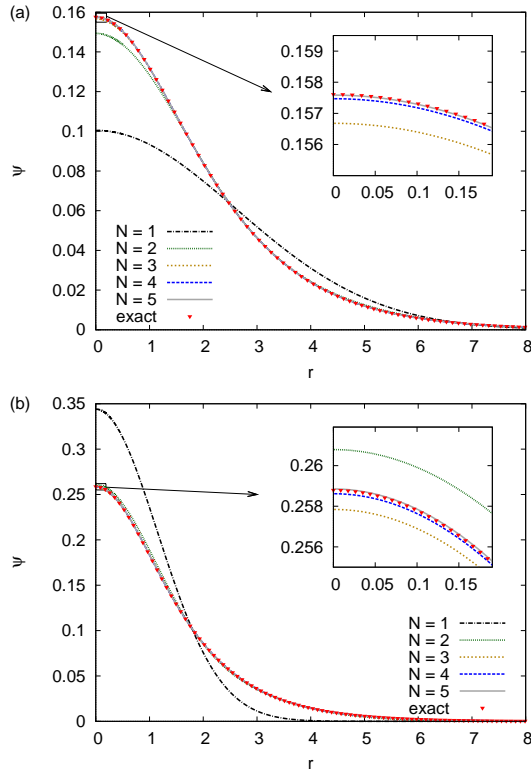 (a)
0.16
0.14
0.12
0.1
0.08
0.06
0.04
0.02
0
ψ
0.159
0.157
0.156
0 0.05 0.1 0.15
N = 1
N = 2
N = 3
N = 4
N = 5
exact
0 1 2 3 4 5 6 7 8
r
(b)
0.35
0.3
0.25
0.2
0.15
0.1
0.05
0
ψ
0.26
0.258
0.256
0 0.05 0.1 0.15
N = 1
N = 2
N = 3
N = 4
N = 5
exact
0 1 2 3 4 5 6 7 8
r